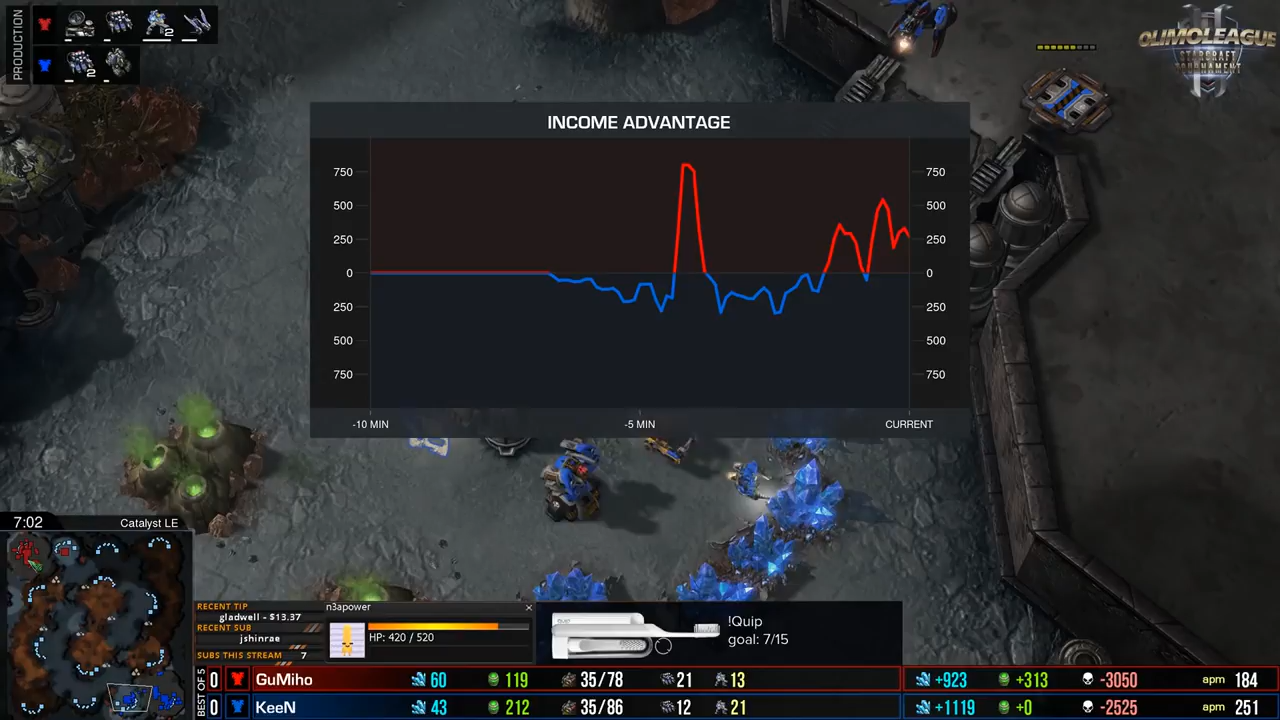 PRODUCTION
2
2
OLIMOLEAGUE
STARCRAFT
TOURNAMENT
INCOME ADVANTAGE
750 750
500 500
250 250
0 0
250 250
500 500
750 750
-10 MIN -5 MIN CURRENT
7:02 Catalyst LE
RECENT TIP
gladwell - $13.37
RECENT SUB
jshinrae
SUBS THIS STREAM 7
n3apower ×
HP: 420 / 520
!Quip
goal: 7/15
BEST OF 5
0 GuMiho 60 119 35/78 21 13 +923 +313 -3050 apm 184
0 KeeN 43 212 35/86 12 21 +1119 +0 -2525 apm 251